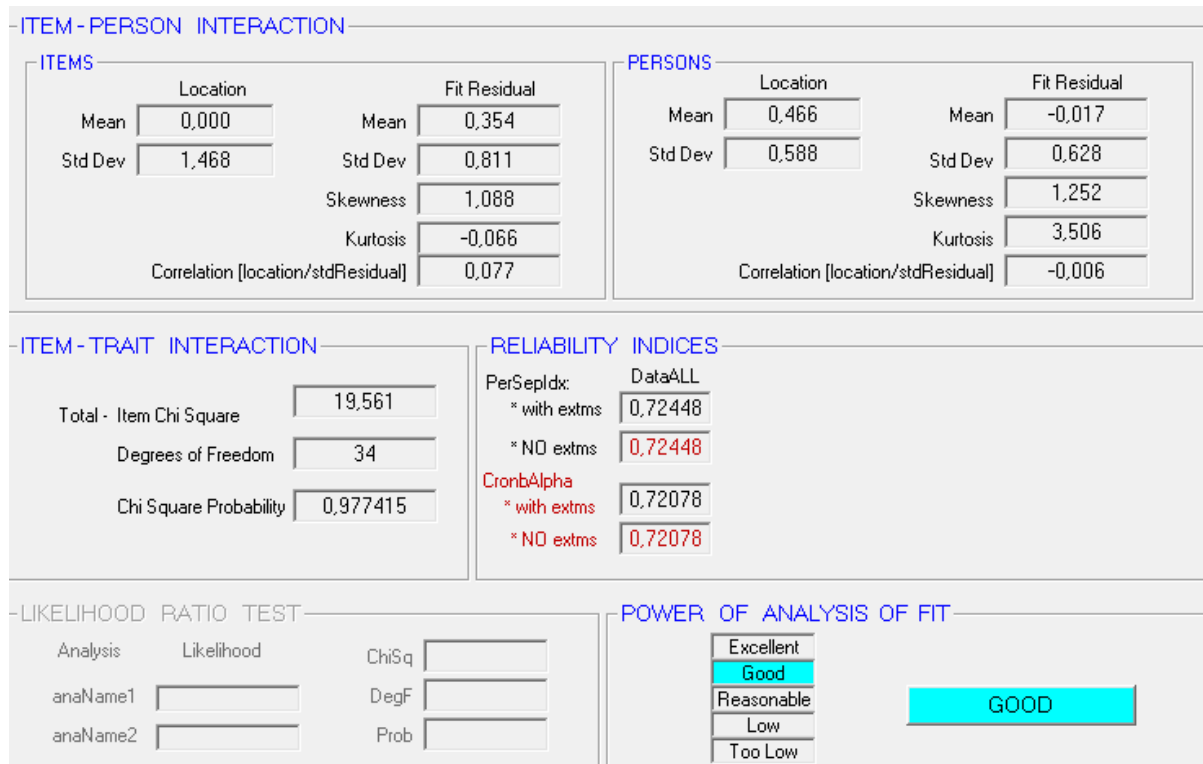 ITEM-PERSON INTERACTION
ITEMS
Location Fit Residual
Mean 0,000 Mean 0,354
Std Dev 1,468 Std Dev 0,811
Skewness 1,088
Kurtosis -0,066
Correlation [location/stdResidual] 0,077
PERSONS
Location Fit Residual
Mean 0,466 Mean -0,017
Std Dev 0,588 Std Dev 0,628
Skewness 1,252
Kurtosis 3,506
Correlation [location/stdResidual] -0,006
ITEM-TRAIT INTERACTION
Total - Item Chi Square 19,561
Degrees of Freedom 34
Chi Square Probability 0,977415
RELIABILITY INDICES
PerSepIdx: DataALL
* with extms 0,72448
* NO extms 0,72448
CronbAlpha
* with extms 0,72078
* NO extms 0,72078
LIKELIHOOD RATIO TEST
Analysis Likelihood ChiSq
anaName1 DegF
anaName2 Prob
POWER OF ANALYSIS OF FIT
Excellent
Good
Reasonable
Low
Too Low
GOOD